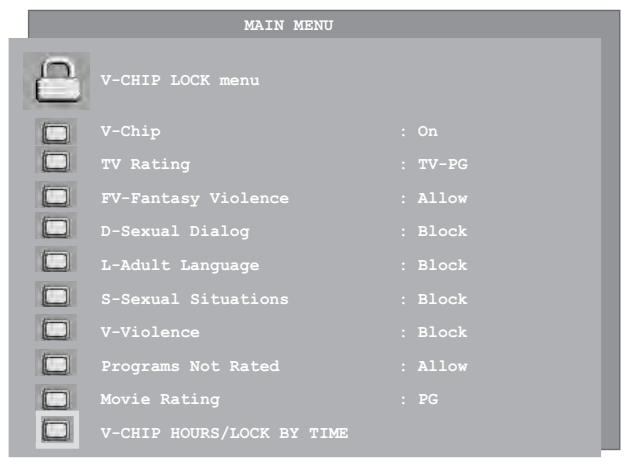 MAIN MENU
V-CHIP LOCK menu
V-Chip : On
TV Rating : TV-PG
FV-Fantasy Violence : Allow
D-Sexual Dialog : Block
L-Adult Language : Block
S-Sexual Situations : Block
V-Violence : Block
Programs Not Rated : Allow
Movie Rating : PG
V-CHIP HOURS/LOCK BY TIME